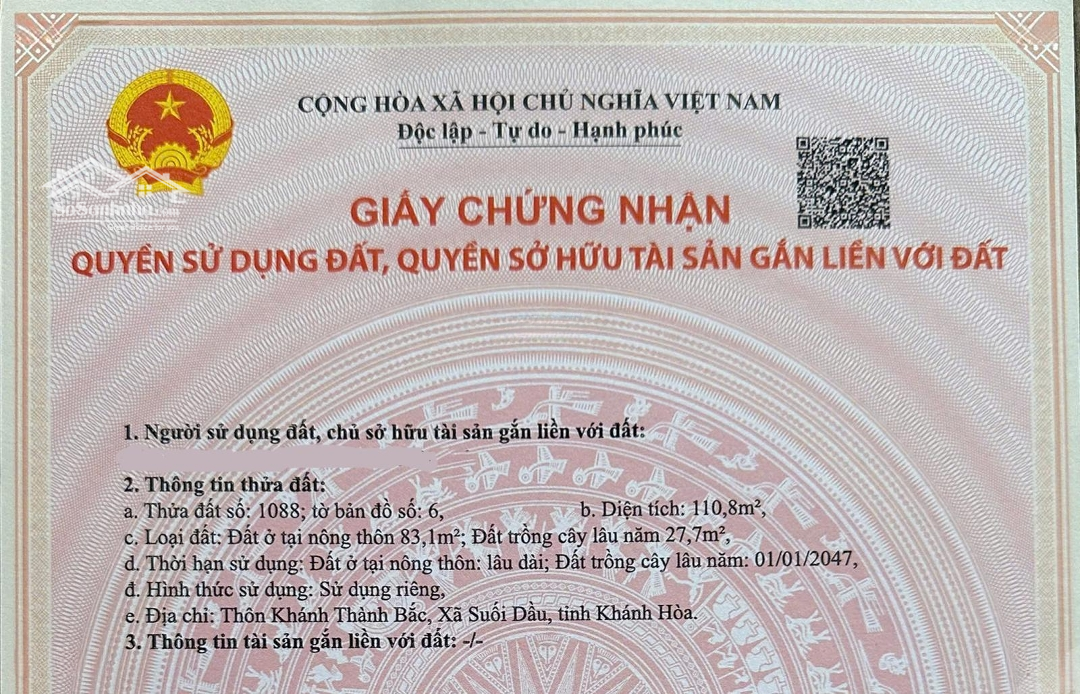 CỘNG HÒA XÃ HỘI CHỦ NGHĨA VIỆT NAM
Độc lập - Tự do - Hạnh phúc
GIẤY CHỨNG NHẬN
QUYỀN SỬ DỤNG ĐẤT, QUYỀN SỞ HỮU TÀI SẢN GẮN LIỀN VỚI ĐẤT
1. Người sử dụng đất, chủ sở hữu tài sản gắn liền với đất:
2. Thông tin thửa đất:
a. Thửa đất số: 1088; tờ bản đồ số: 6, b. Diện tích: 110,8m²,
c. Loại đất: Đất ở tại nông thôn 83,1m²; Đất trồng cây lâu năm 27,7m²,
d. Thời hạn sử dụng: Đất ở tại nông thôn: lâu dài; Đất trồng cây lâu năm: 01/01/2047,
đ. Hình thức sử dụng: Sử dụng riêng,
e. Địa chỉ: Thôn Khánh Thành Bắc, Xã Suối Dầu, tỉnh Khánh Hòa.
3. Thông tin tài sản gắn liền với đất: -/-